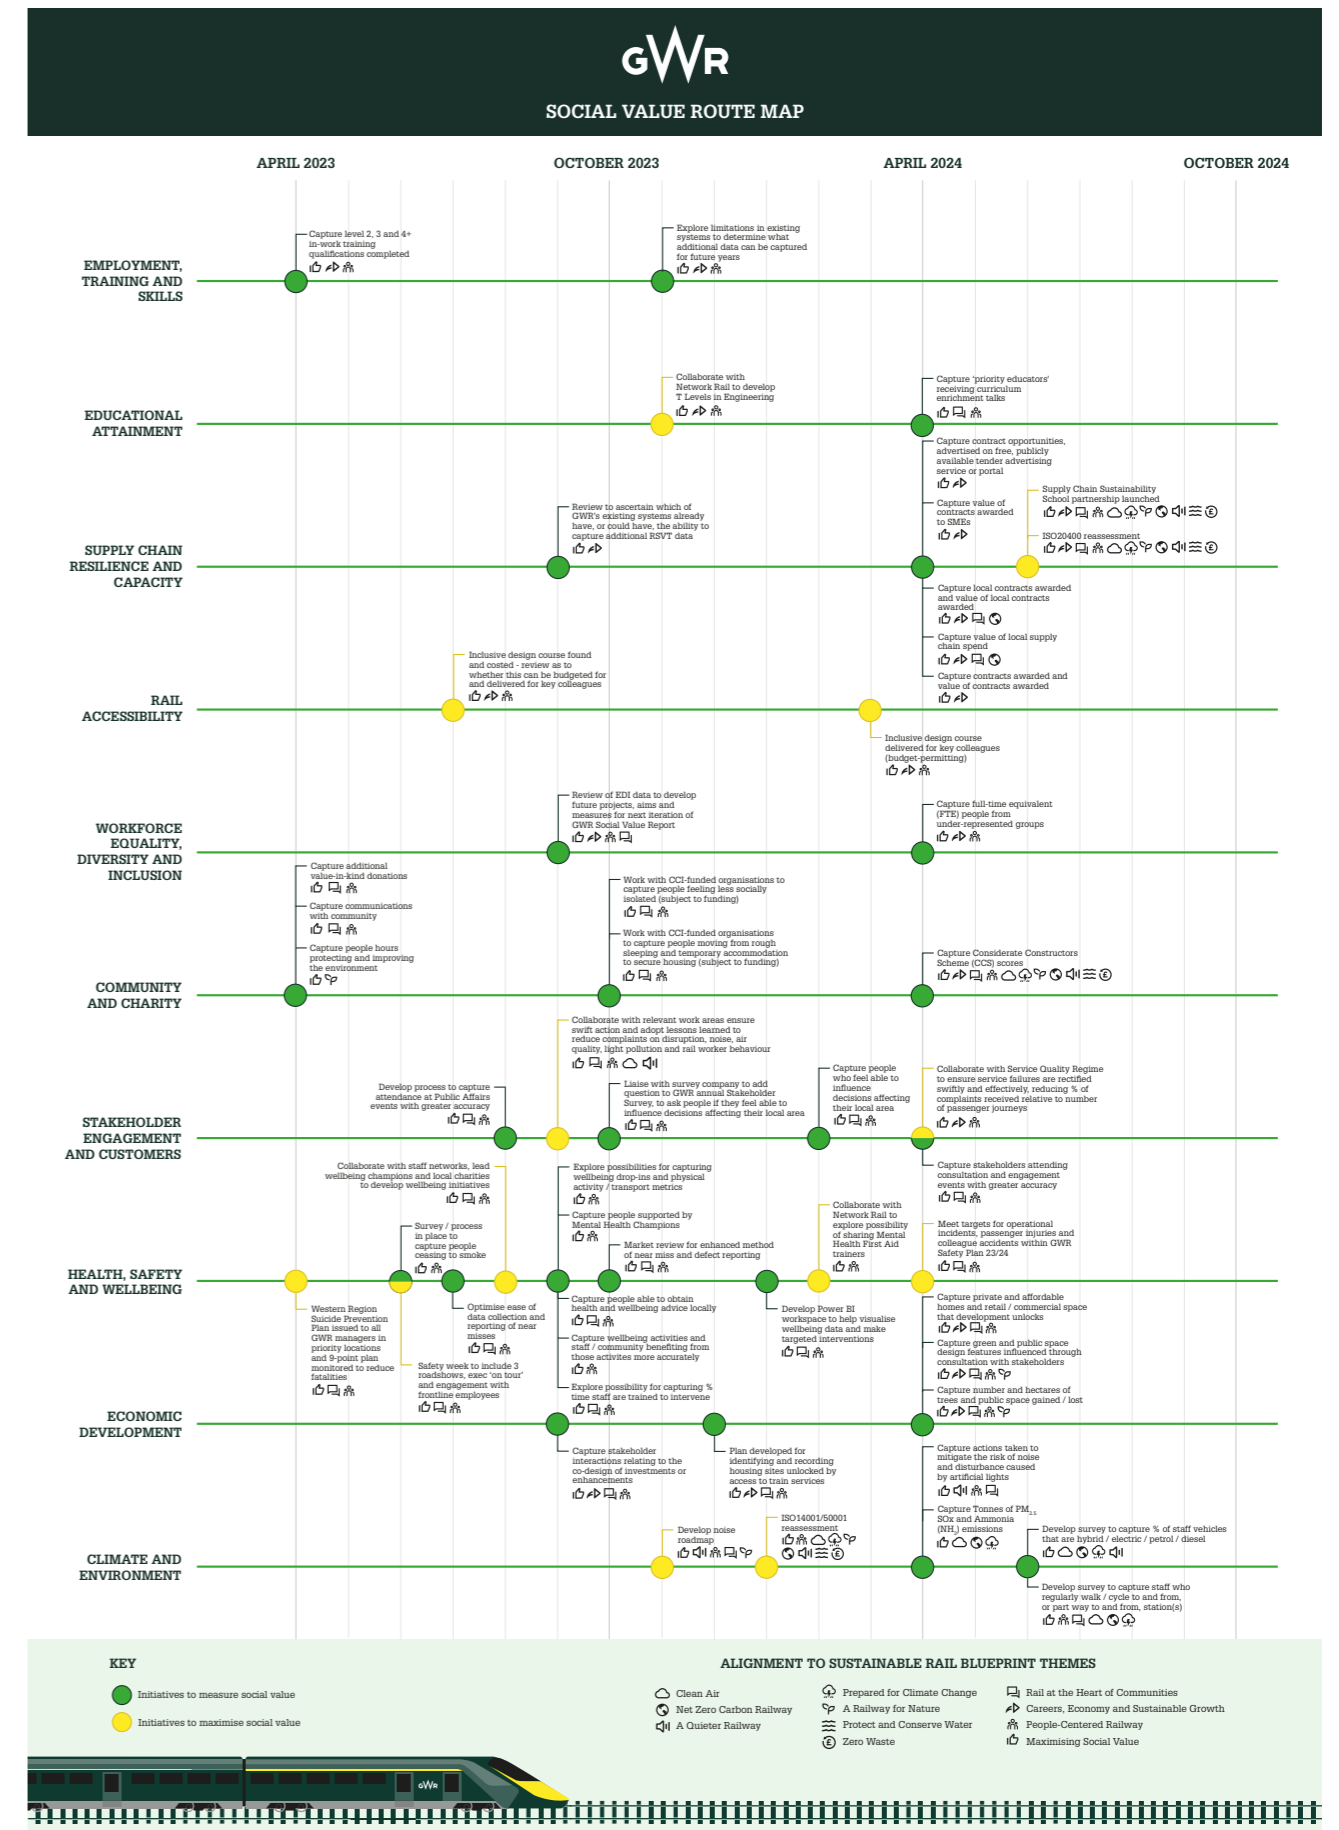 GWR
SOCIAL VALUE ROUTE MAP
APRIL 2023
OCTOBER 2023
APRIL 2024
OCTOBER 2024
EMPLOYMENT,
TRAINING AND
SKILLS
Capture level 2, 3 and 4+
in-work training
qualifications completed
Explore limitations in existing
systems to determine what
additional data can be captured
for future years
EDUCATIONAL
ATTAINMENT
Collaborate with
Network Rail to develop
T Levels in Engineering
Capture 'priority educators'
receiving curriculum
enrichment talks
SUPPLY CHAIN
RESILIENCE AND
CAPACITY
Review to ascertain which of
GWR's existing systems already
have, or could have, the ability to
capture additional RSVT data
Capture contract opportunities,
advertised on free, publicly
available tender advertising
service or portal
Capture value of
contracts awarded
to SMEs
Supply Chain Sustainability
School partnership launched
ISO20400 reassessment
Capture local contracts awarded
and value of local contracts
awarded
Capture value of local supply
chain spend
Capture contracts awarded and
value of contracts awarded
RAIL
ACCESSIBILITY
Inclusive design course found
and costed - review as to
whether this can be budgeted for
and delivered for key colleagues
Inclusive design course
delivered for key colleagues
(budget-permitting)
WORKFORCE
EQUALITY,
DIVERSITY AND
INCLUSION
Review of EDI data to develop
future projects, aims and
measures for next iteration of
GWR Social Value Report
Capture full-time equivalent
(FTE) people from
under-represented groups
COMMUNITY
AND CHARITY
Capture additional
value-in-kind donations
Capture communications
with community
Capture people hours
protecting and improving
the environment
Work with CCI-funded organisations to
capture people feeling less socially
isolated (subject to funding)
Work with CCI-funded organisations
to capture people moving from rough
sleeping and temporary accommodation
to secure housing (subject to funding)
Capture Considerate Constructors
Scheme (CCS) scores
STAKEHOLDER
ENGAGEMENT
AND CUSTOMERS
Develop process to capture
attendance at Public Affairs
events with greater accuracy
Collaborate with relevant work areas ensure
swift action and adopt lessons learned to
reduce complaints on disruption, noise, air
quality, light pollution and rail worker behaviour
Liaise with survey company to add
question to GWR annual Stakeholder
Survey, to ask people if they feel able to
influence decisions affecting their local area
Capture people
who feel able to
influence
decisions affecting
their local area
Collaborate with Service Quality Regime
to ensure service failures are rectified
swiftly and effectively, reducing % of
complaints received relative to number
of passenger journeys
Capture stakeholders attending
consultation and engagement
events with greater accuracy
HEALTH, SAFETY
AND WELLBEING
Collaborate with staff networks, lead
wellbeing champions and local charities
to develop wellbeing initiatives
Survey / process
in place to
capture people
ceasing to smoke
Explore possibilities for capturing
wellbeing drop-ins and physical
activity / transport metrics
Capture people supported by
Mental Health Champions
Market review for enhanced method
of near miss and defect reporting
Collaborate with
Network Rail to
explore possibility
of sharing Mental
Health First Aid
trainers
Meet targets for operational
incidents, passenger injuries and
colleague accidents within GWR
Safety Plan 23/24
Western Region
Suicide Prevention
Plan issued to all
GWR managers in
priority locations
and 9-point plan
monitored to reduce
fatalities
Safety week to include 3
roadshows, exec 'on tour'
and engagement with
frontline employees
Optimise ease of
data collection and
reporting of near
misses
Capture people able to obtain
health and wellbeing advice locally
Capture wellbeing activities and
staff / community benefiting from
those activites more accurately
Explore possibility for capturing %
time staff are trained to intervene
Develop Power BI
workspace to help visualise
wellbeing data and make
targeted interventions
ECONOMIC
DEVELOPMENT
Capture private and affordable
homes and retail / commercial space
that development unlocks
Capture green and public space
design features influenced through
consultation with stakeholders
Capture number and hectares of
trees and public space gained / lost
Capture stakeholder
interactions relating to the
co-design of investments or
enhancements
Plan developed for
identifying and recording
housing sites unlocked by
access to train services
CLIMATE AND
ENVIRONMENT
Develop noise
roadmap
ISO14001/50001
reassessment
Capture actions taken to
mitigate the risk of noise
and disturbance caused
by artificial lights
Capture Tonnes of PM2.5
SOx and Ammonia
(NH3) emissions
Develop survey to capture % of staff vehicles
that are hybrid / electric / petrol / diesel
Develop survey to capture staff who
regularly walk / cycle to and from,
or part way to and from, station(s)
KEY
Initiatives to measure social value
Initiatives to maximise social value
ALIGNMENT TO SUSTAINABLE RAIL BLUEPRINT THEMES
Clean Air
Net Zero Carbon Railway
A Quieter Railway
Prepared for Climate Change
A Railway for Nature
Protect and Conserve Water
Zero Waste
Rail at the Heart of Communities
Careers, Economy and Sustainable Growth
People-Centered Railway
Maximising Social Value
GWR